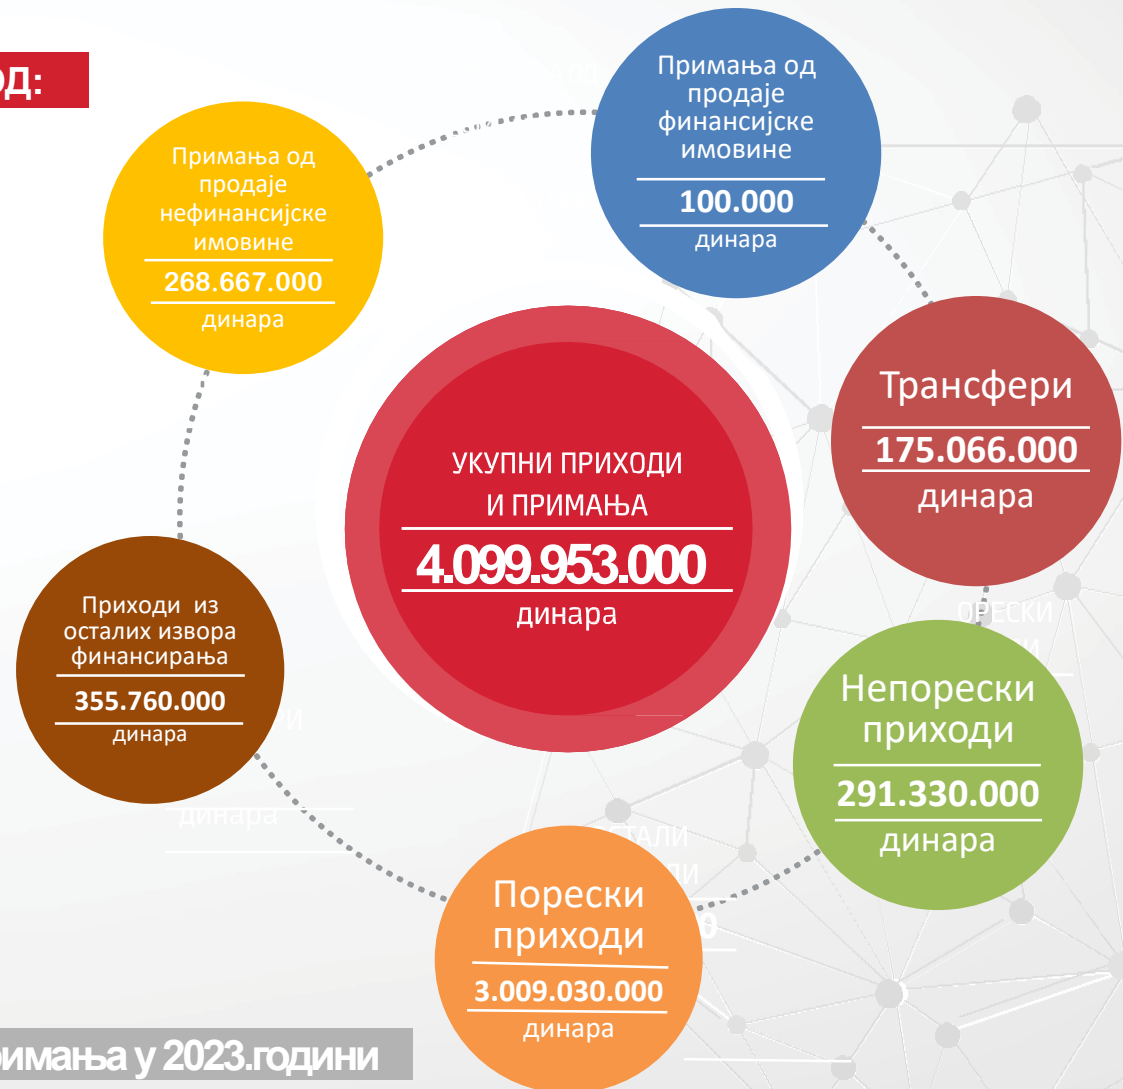 ОД:
Примања од
продаје
финансијске
имовине
100.000
динара
Примања од
продаје
нефинансијске
имовине
268.667.000
динара
Трансфери
175.066.000
динара
УКУПНИ ПРИХОДИ
И ПРИМАЊА
4.099.953.000
динара
Приходи из
осталих извора
финансирања
355.760.000
динара
Непорески
приходи
291.330.000
динара
динара
Порески
приходи
3.009.030.000
динара
римања у 2023.години